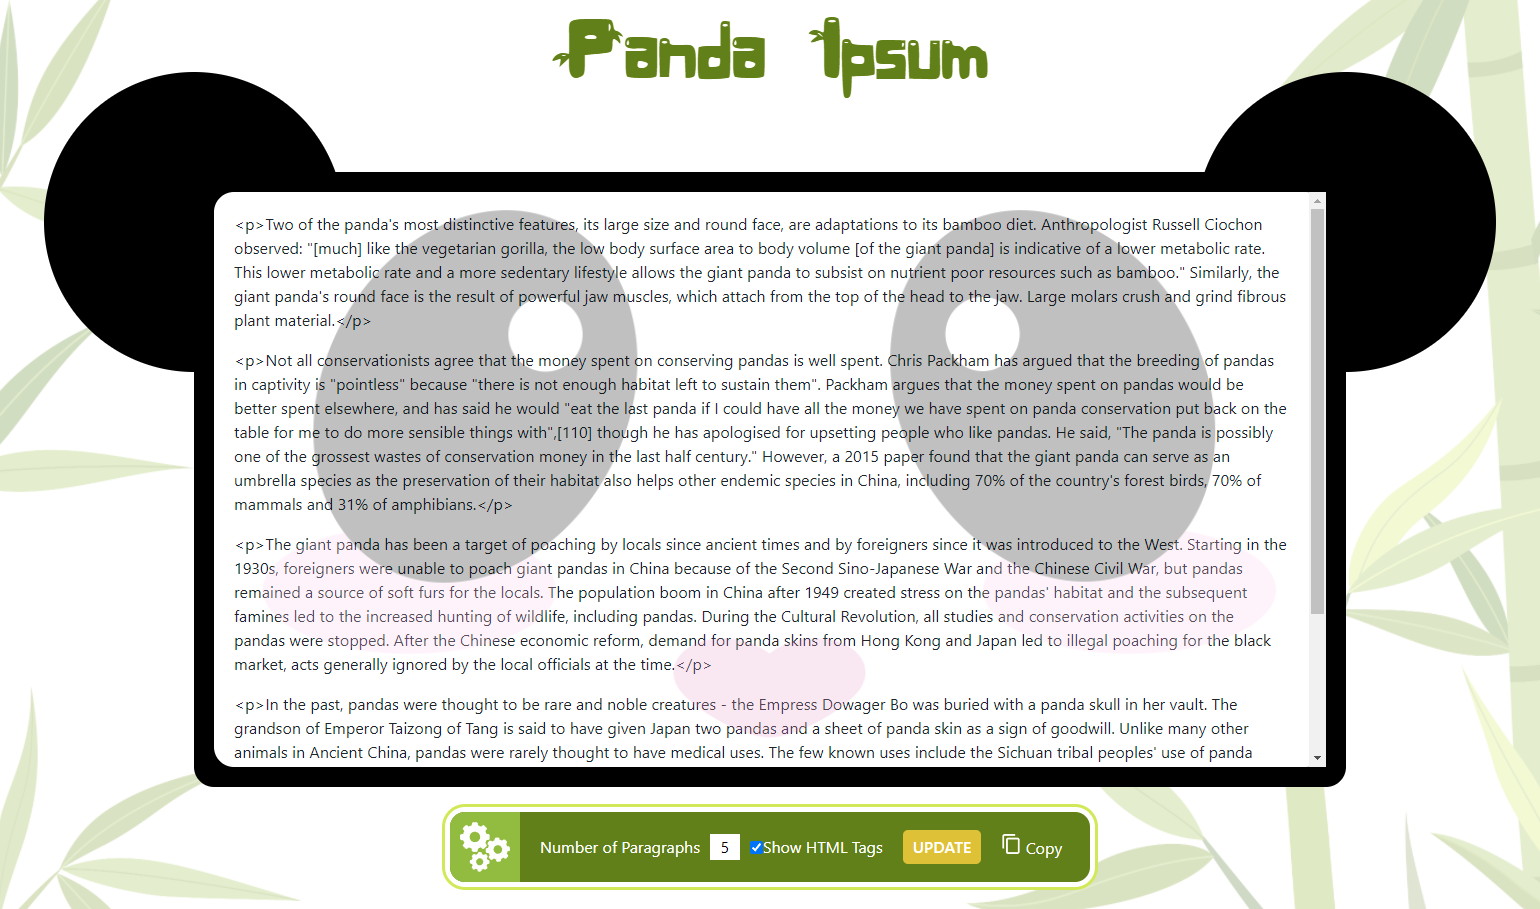 Panda Ipsum
<p>Two of the panda's most distinctive features, its large size and round face, are adaptations to its bamboo diet. Anthropologist Russell Ciochon
observed: "[much] like the vegetarian gorilla, the low body surface area to body volume [of the giant panda] is indicative of a lower metabolic rate.
This lower metabolic rate and a more sedentary lifestyle allows the giant panda to subsist on nutrient poor resources such as bamboo." Similarly, the
giant panda's round face is the result of powerful jaw muscles, which attach from the top of the head to the jaw. Large molars crush and grind fibrous
plant material.</p>
<p>Not all conservationists agree that the money spent on conserving pandas is well spent. Chris Packham has argued that the breeding of pandas
in captivity is "pointless" because "there is not enough habitat left to sustain them". Packham argues that the money spent on pandas would be
better spent elsewhere, and has said he would "eat the last panda if I could have all the money we have spent on panda conservation put back on the
table for me to do more sensible things with",[110] though he has apologised for upsetting people who like pandas. He said, "The panda is possibly
one of the grossest wastes of conservation money in the last half century." However, a 2015 paper found that the giant panda can serve as an
umbrella species as the preservation of their habitat also helps other endemic species in China, including 70% of the country's forest birds, 70% of
mammals and 31% of amphibians.</p>
<p>The giant panda has been a target of poaching by locals since ancient times and by foreigners since it was introduced to the West. Starting in the
1930s, foreigners were unable to poach giant pandas in China because of the Second Sino-Japanese War and the Chinese Civil War, but pandas
remained a source of soft furs for the locals. The population boom in China after 1949 created stress on the pandas' habitat and the subsequent
famines led to the increased hunting of wildlife, including pandas. During the Cultural Revolution, all studies and conservation activities on the
pandas were stopped. After the Chinese economic reform, demand for panda skins from Hong Kong and Japan led to illegal poaching for the black
market, acts generally ignored by the local officials at the time.</p>
<p>In the past, pandas were thought to be rare and noble creatures - the Empress Dowager Bo was buried with a panda skull in her vault. The
grandson of Emperor Taizong of Tang is said to have given Japan two pandas and a sheet of panda skin as a sign of goodwill. Unlike many other
animals in Ancient China, pandas were rarely thought to have medical uses. The few known uses include the Sichuan tribal peoples' use of panda
Number of Paragraphs 5 Show HTML Tags UPDATE Copy